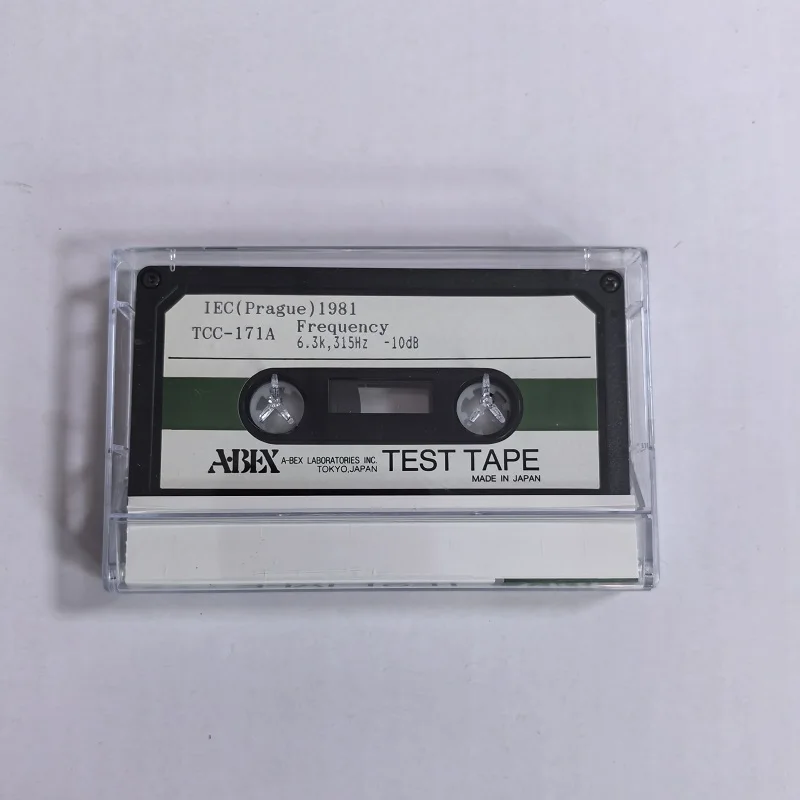 IEC(Prague)1981
TCC-171A Frequency
6.3k,315Hz -10dB
A·BEX A-BEX LABORATORIES INC. TEST TAPE
TOKYO,JAPAN
MADE IN JAPAN